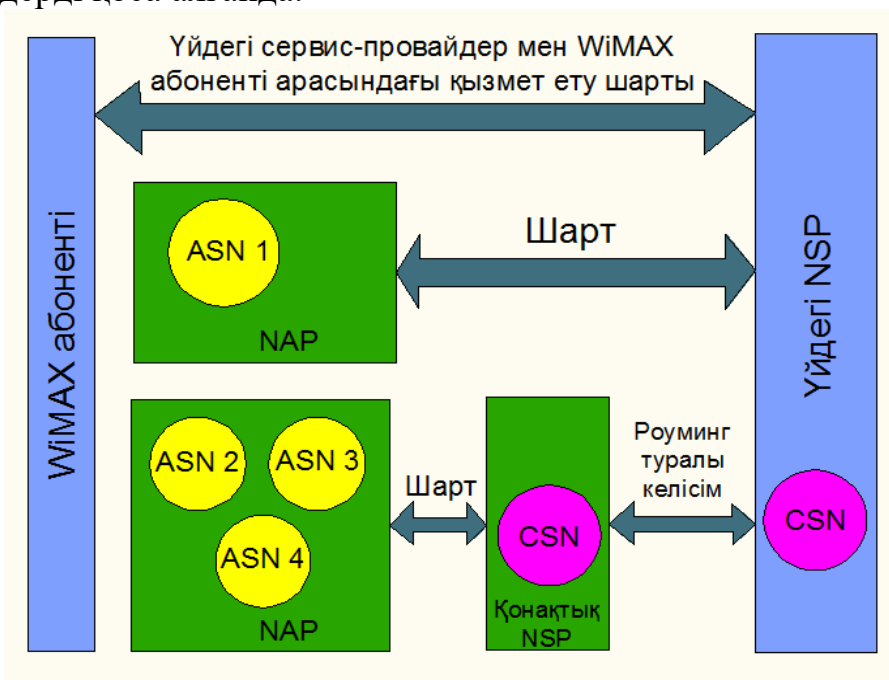 Үйдегі сервис-провайдер мен WiMAX
абоненті арасындағы қызмет ету шарты
WiMAX абоненті
ASN 1
NAP
Шарт
Үйдегі NSP
ASN 2
ASN 3
ASN 4
NAP
Шарт
CSN
Қонақтық
NSP
Роуминг
туралы
келісім
CSN